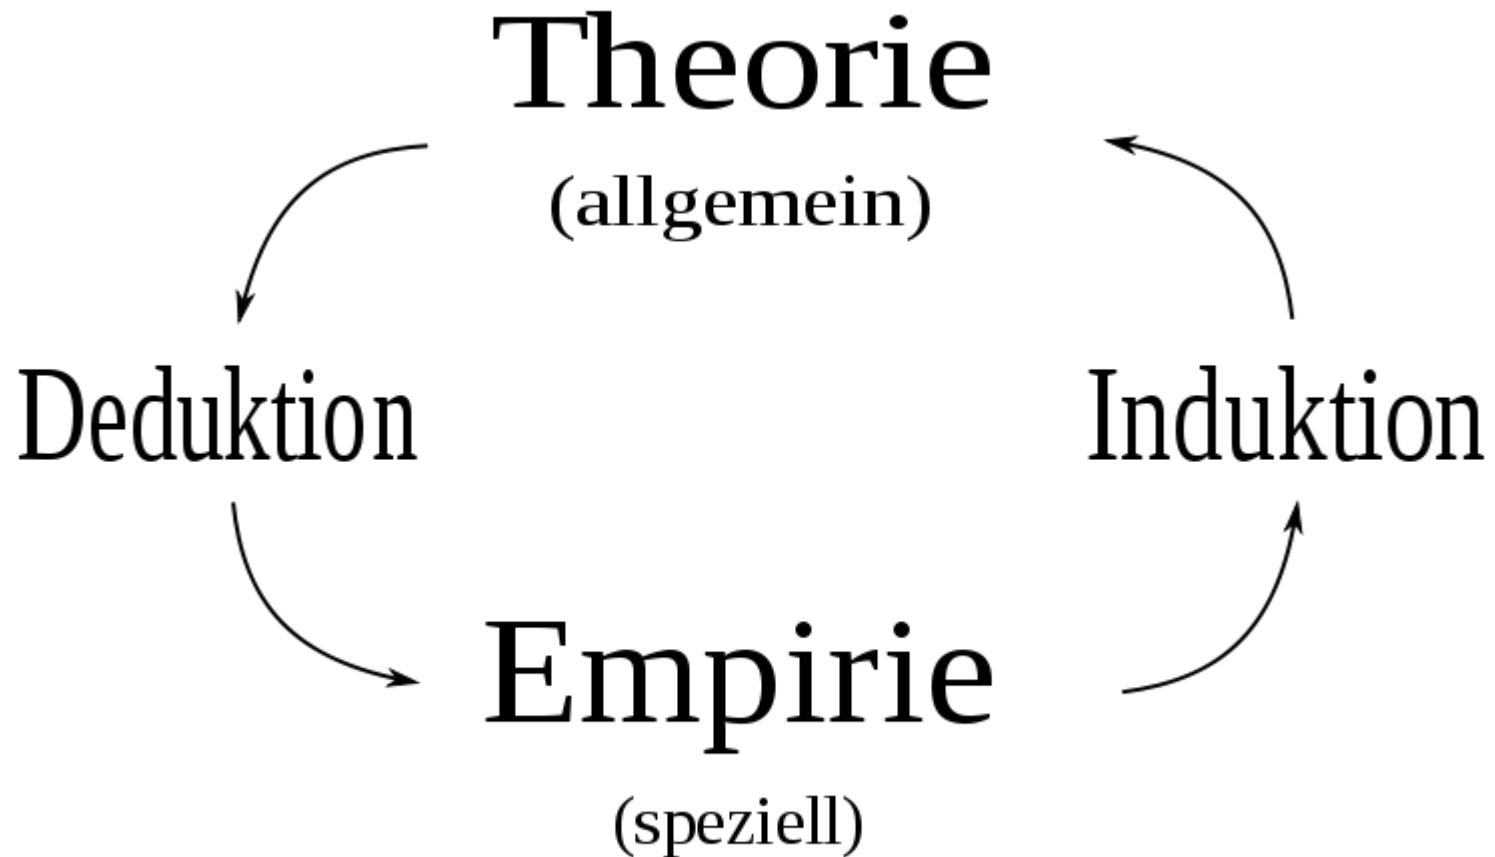 Theorie
(allgemein)
Deduktion
Induktion
Empirie
(speziell)